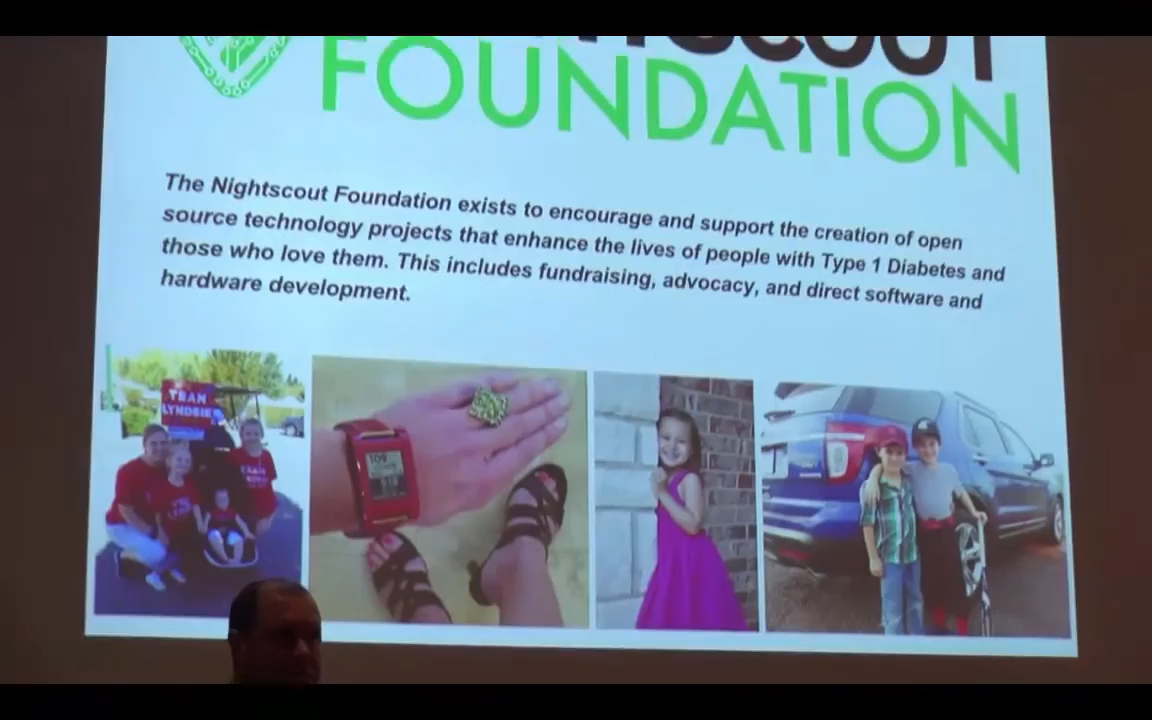 NIGHTSCOUT
FOUNDATION
The Nightscout Foundation exists to encourage and support the creation of open
source technology projects that enhance the lives of people with Type 1 Diabetes and
those who love them. This includes fundraising, advocacy, and direct software and
hardware development.
TEAM
LYNDSIE
109